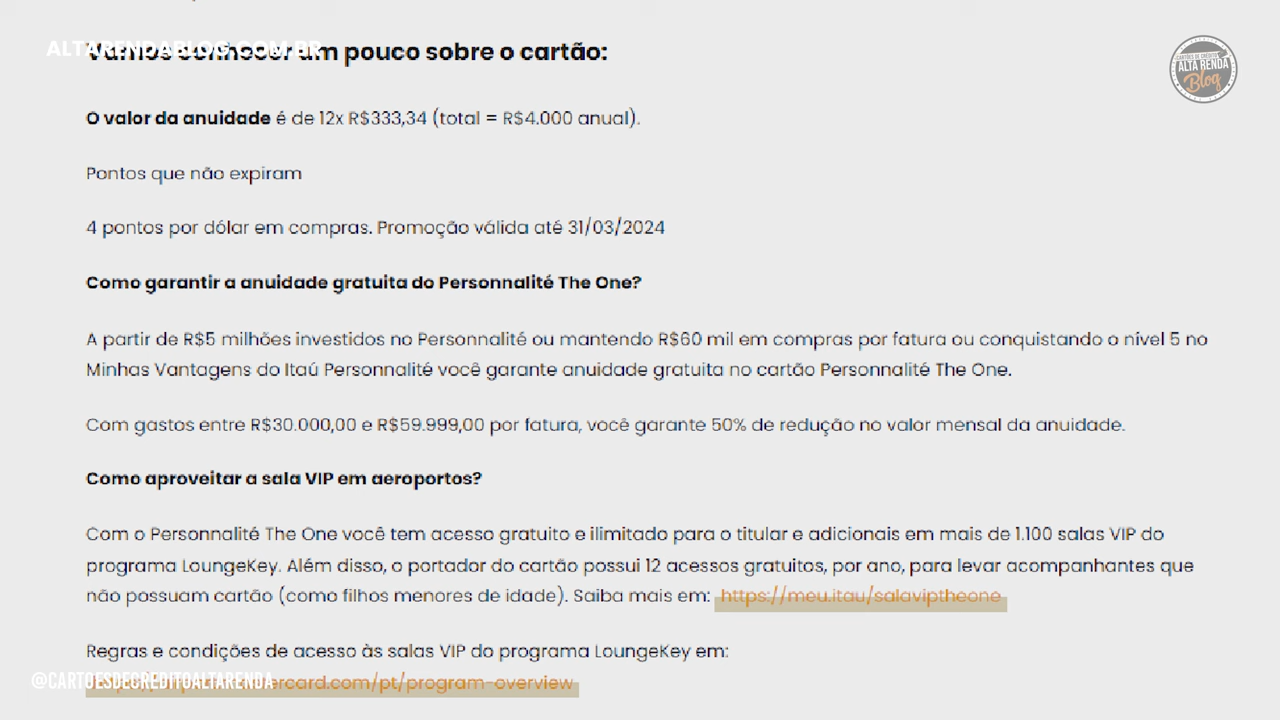 ALTARENDABLOG.COM.BR
Vamos conhecer um pouco sobre o cartão:
CARTÕES DE CRÉDITO
ALTA RENDA
Blog
O valor da anuidade é de 12x R$333,34 (total = R$4.000 anual).
Pontos que não expiram
4 pontos por dólar em compras. Promoção válida até 31/03/2024
Como garantir a anuidade gratuita do Personnalité The One?
A partir de R$5 milhões investidos no Personnalité ou mantendo R$60 mil em compras por fatura ou conquistando o nível 5 no
Minhas Vantagens do Itaú Personnalité você garante anuidade gratuita no cartão Personnalité The One.
Com gastos entre R$30.000,00 e R$59.999,00 por fatura, você garante 50% de redução no valor mensal da anuidade.
Como aproveitar a sala VIP em aeroportos?
Com o Personnalité The One você tem acesso gratuito e ilimitado para o titular e adicionais em mais de 1.100 salas VIP do
programa LoungeKey. Além disso, o portador do cartão possui 12 acessos gratuitos, por ano, para levar acompanhantes que
não possuam cartão (como filhos menores de idade). Saiba mais em: https://meu.itau/salaviptheone
Regras e condições de acesso às salas VIP do programa LoungeKey em:
@CARTOESDECREDITOALTARENDA
ercard.com/pt/program-overview